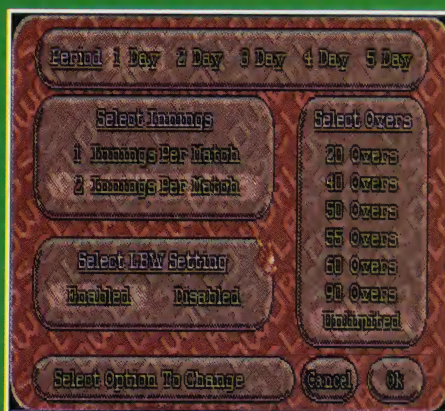 Period 1 Day 2 Day 3 Day 4 Day 5 Day
Select Innings
1 Innings Per Match
2 Innings Per Match
Select LBW Setting
Enabled Disabled
Select Overs
20 Overs
40 Overs
50 Overs
55 Overs
60 Overs
90 Overs
Unlimited
Select Option To Change
Cancel Ok